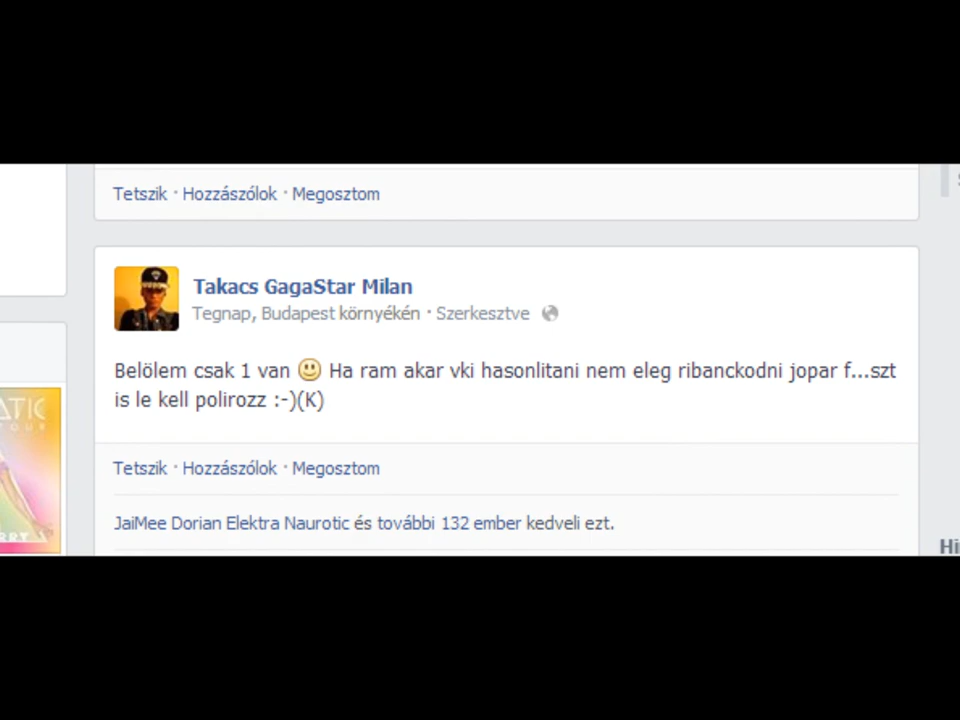 Tetszik · Hozzászólok · Megosztom
Takacs GagaStar Milan
Tegnap, Budapest környékén · Szerkesztve
Belölem csak 1 van 🙂 Ha ram akar vki hasonlitani nem eleg ribanckodni jopar f...szt
is le kell polirozz :-)(K)
Tetszik · Hozzászólok · Megosztom
JaiMee Dorian Elektra Naurotic és további 132 ember kedveli ezt.